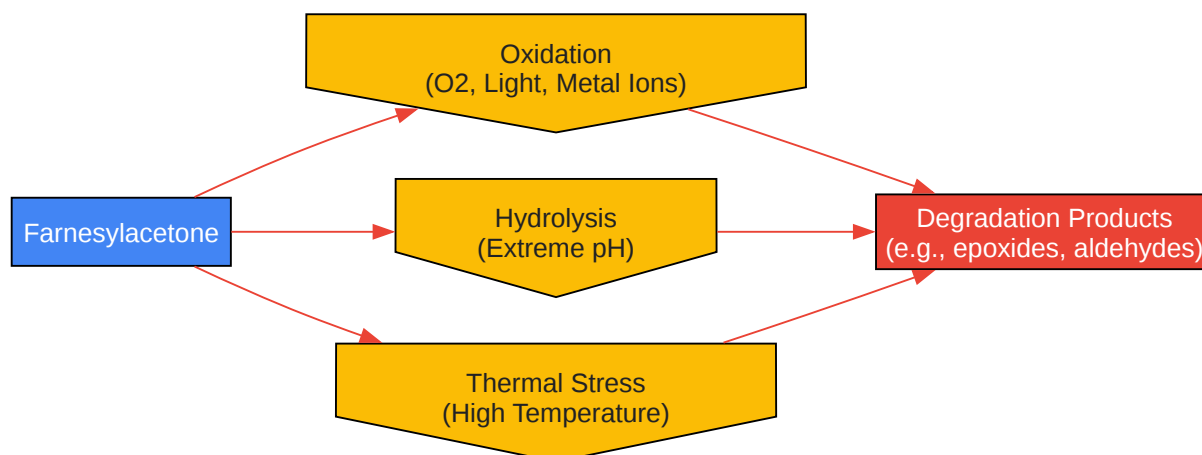 Oxidation
(O2, Light, Metal Ions)
Farnesylacetone
Hydrolysis
(Extreme pH)
Degradation Products
(e.g., epoxides, aldehydes)
Thermal Stress
(High Temperature)